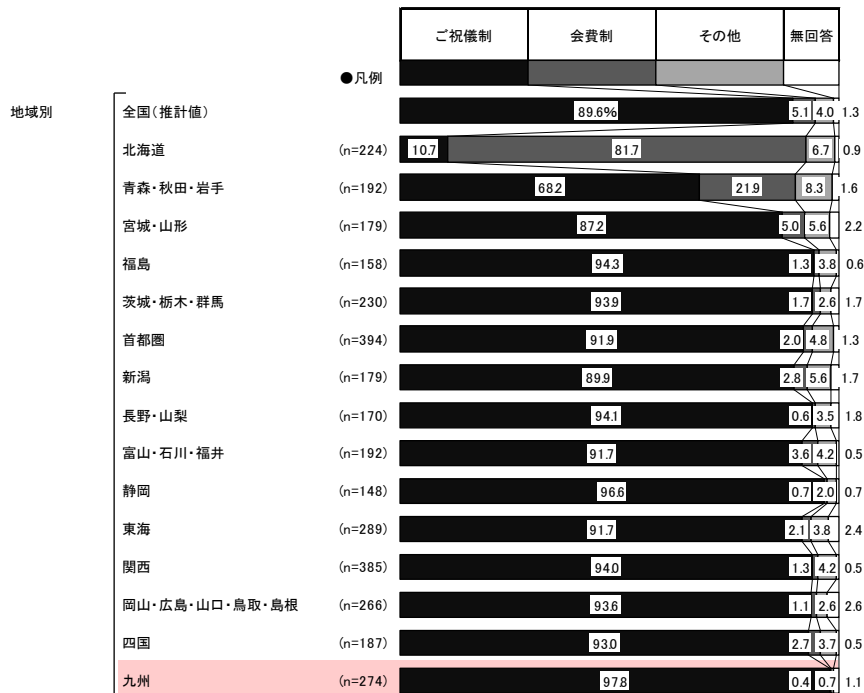 ご祝儀制 会費制 その他 無回答
●凡例
地域別 全国(推計値) 89.6% 5.1 4.0 1.3
北海道 (n=224) 10.7 81.7 6.7 0.9
青森・秋田・岩手 (n=192) 68.2 21.9 8.3 1.6
宮城・山形 (n=179) 87.2 5.0 5.6 2.2
福島 (n=158) 94.3 1.3 3.8 0.6
茨城・栃木・群馬 (n=230) 93.9 1.7 2.6 1.7
首都圏 (n=394) 91.9 2.0 4.8 1.3
新潟 (n=179) 89.9 2.8 5.6 1.7
長野・山梨 (n=170) 94.1 0.6 3.5 1.8
富山・石川・福井 (n=192) 91.7 3.6 4.2 0.5
静岡 (n=148) 96.6 0.7 2.0 0.7
東海 (n=289) 91.7 2.1 3.8 2.4
関西 (n=385) 94.0 1.3 4.2 0.5
岡山・広島・山口・鳥取・島根 (n=266) 93.6 1.1 2.6 2.6
四国 (n=187) 93.0 2.7 3.7 0.5
九州 (n=274) 97.8 0.4 0.7 1.1